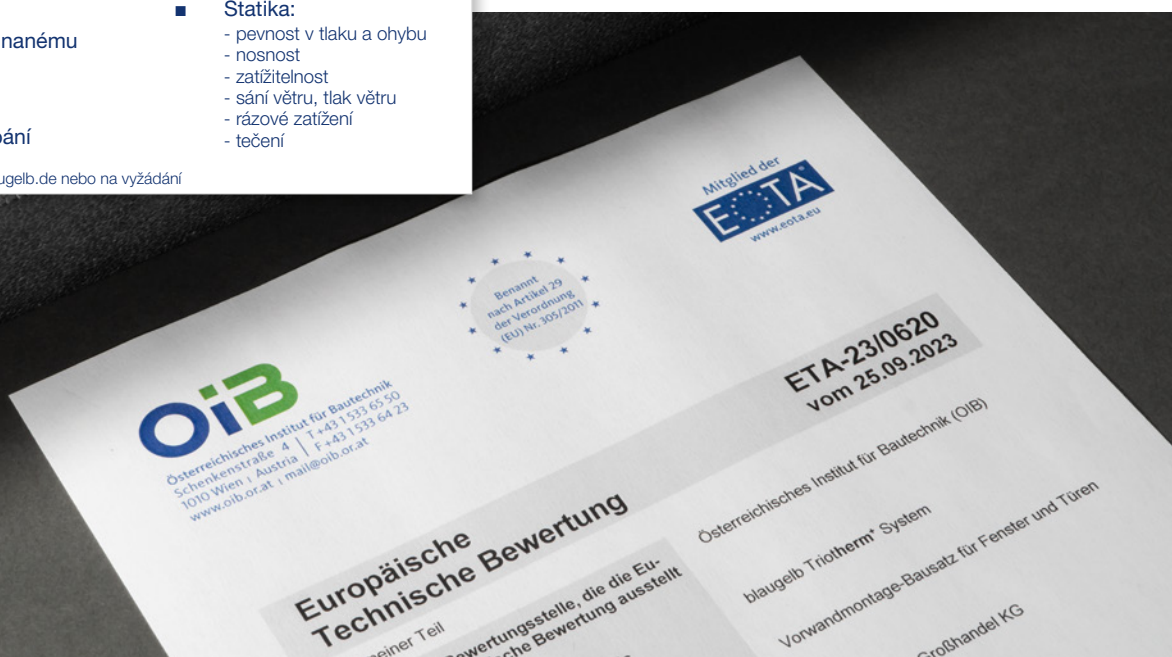 nanému
■ Statika:
- pevnost v tlaku a ohybu
- nosnost
- zatížitelnost
- sání větru, tlak větru
- rázové zatížení
- tečení
ugelb.de nebo na vyžádání
Mitglied der
EOTA
www.eota.eu
Benannt
nach Artikel 29
der Verordnung
(EU) Nr. 305/2011
OiB
Österreichisches Institut für Bautechnik
Schenkenstraße 4 | T +43 1 533 65 50
1010 Wien | Austria | F +43 1 533 64 23
www.oib.or.at | mail@oib.or.at
ETA-23/0620
vom 25.09.2023
Europäische
Technische Bewertung
Österreichisches Institut für Bautechnik (OIB)
blaugelb Triotherm+ System
Vorwandmontage-Bausatz für Fenster und Türen
Großhandel KG
einer Teil
ewertungsstelle, die die Eu-
che Bewertung ausstellt